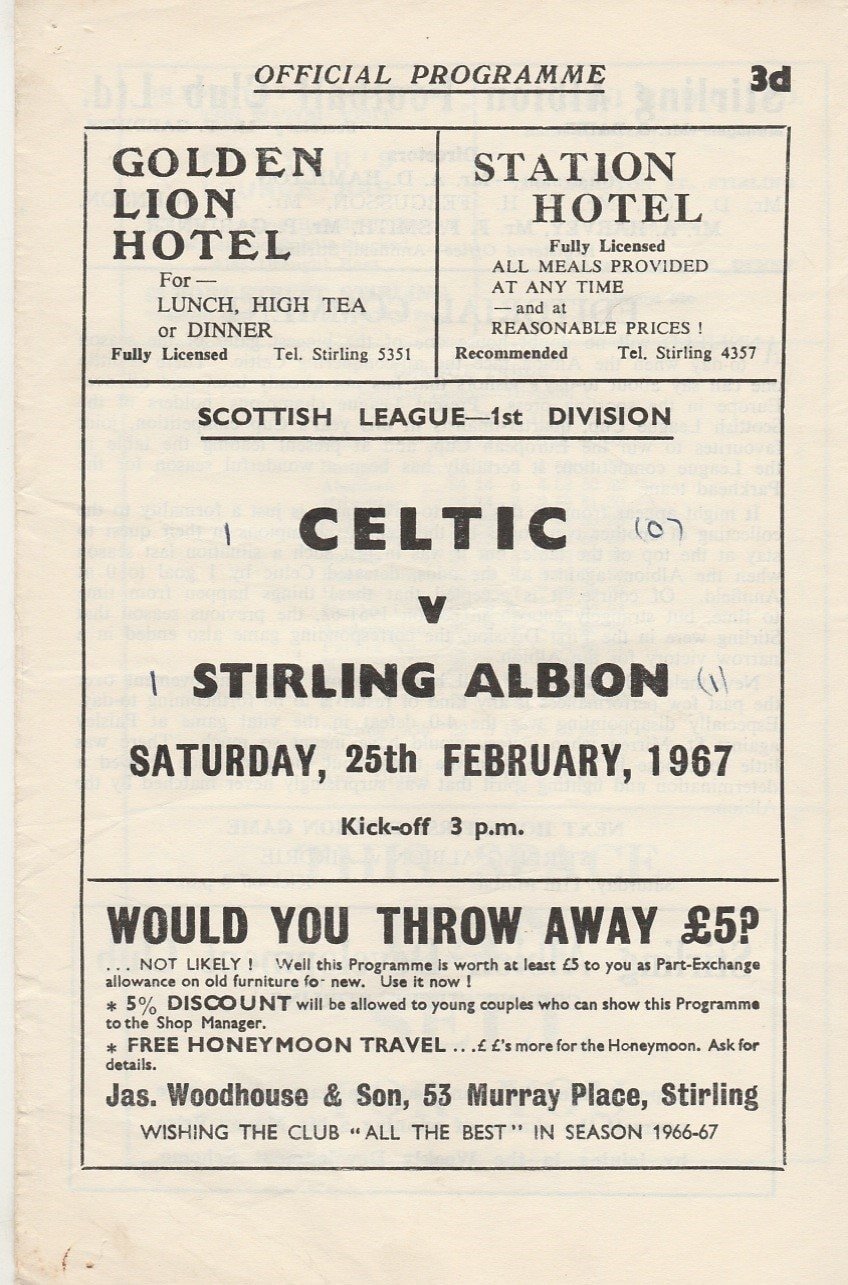 OFFICIAL PROGRAMME 3d
GOLDEN
LION
HOTEL
For —
LUNCH, HIGH TEA
or DINNER
Fully Licensed Tel. Stirling 5351
STATION
HOTEL
Fully Licensed
ALL MEALS PROVIDED
AT ANY TIME
— and at
REASONABLE PRICES !
Recommended Tel. Stirling 4357
SCOTTISH LEAGUE—1st DIVISION
1 CELTIC (0)
v
1 STIRLING ALBION (1)
SATURDAY, 25th FEBRUARY, 1967
Kick-off 3 p.m.
WOULD YOU THROW AWAY £5?
... NOT LIKELY ! Well this Programme is worth at least £5 to you as Part-Exchange
allowance on old furniture fo- new. Use it now !
* 5% DISCOUNT will be allowed to young couples who can show this Programme
to the Shop Manager.
* FREE HONEYMOON TRAVEL ... £ £'s more for the Honeymoon. Ask for
details.
Jas. Woodhouse & Son, 53 Murray Place, Stirling
WISHING THE CLUB "ALL THE BEST" IN SEASON 1966-67